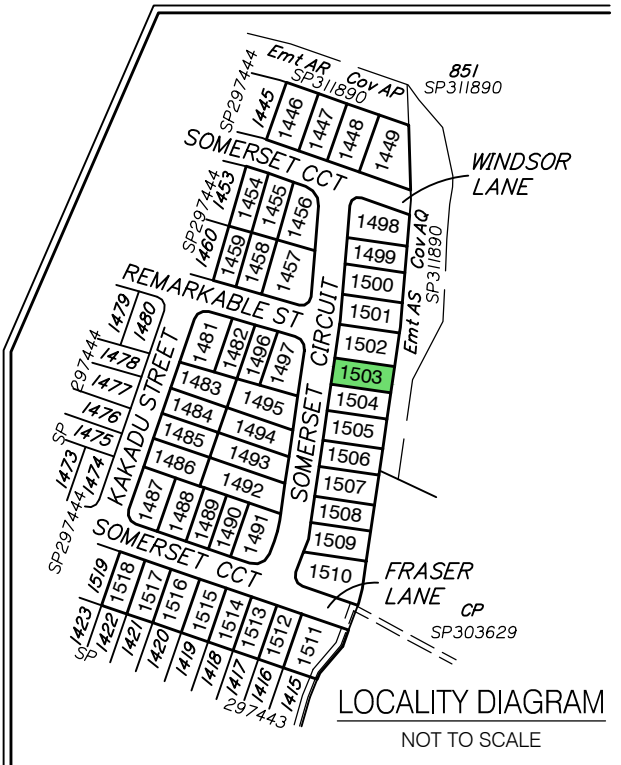 Emt AR
Cov AP
SP311890
851
SP311890
SP297444
1445
1446
1447
1448
1449
SOMERSET CCT
WINDSOR
LANE
SP297444
1453
1454
1455
1456
1460
1459
1458
1457
1498
1499
1500
1501
1502
1503
1504
1505
1506
1507
1508
1509
1510
Emt AS
Cov AQ
SP311890
REMARKABLE ST
SOMERSET CIRCUIT
1479
1480
1478
1477
1476
1475
1473
1474
SP
297444
SP297444
KAKADU STREET
1481
1482
1496
1497
1483
1495
1484
1494
1485
1493
1486
1492
1487
1488
1489
1490
1491
SOMERSET CCT
FRASER
LANE
CP
SP303629
1519
1518
1517
1516
1515
1514
1513
1512
1511
1423
1422
1421
1420
1419
1418
1417
1416
1415
SP
297443
LOCALITY DIAGRAM
NOT TO SCALE